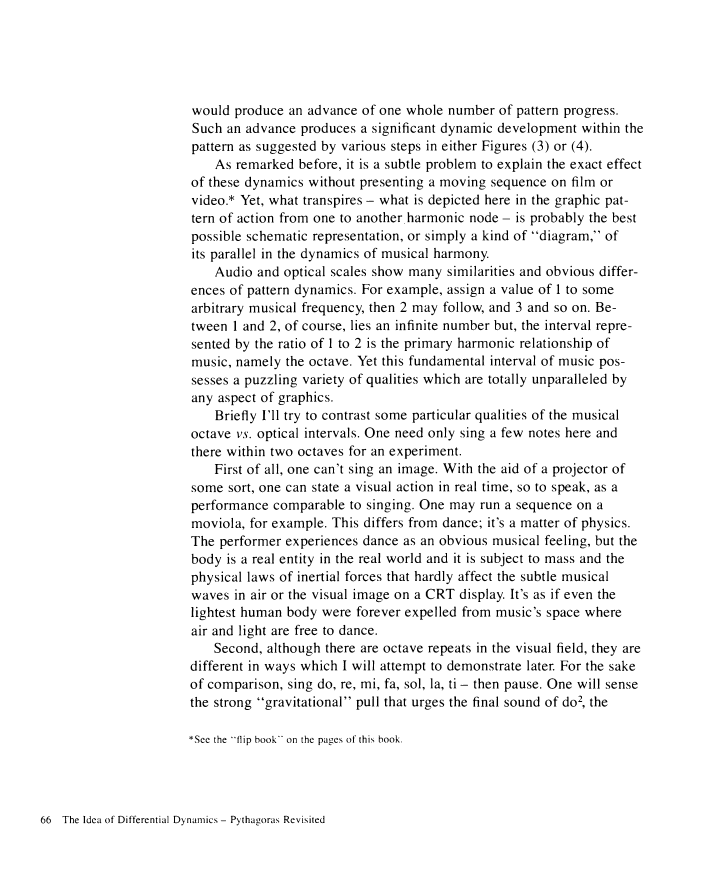 would produce an advance of one whole number of pattern progress.
Such an advance produces a significant dynamic development within the
pattern as suggested by various steps in either Figures (3) or (4).
As remarked before, it is a subtle problem to explain the exact effect
of these dynamics without presenting a moving sequence on film or
video.* Yet, what transpires – what is depicted here in the graphic pat-
tern of action from one to another harmonic node – is probably the best
possible schematic representation, or simply a kind of “diagram,” of
its parallel in the dynamics of musical harmony.
Audio and optical scales show many similarities and obvious differ-
ences of pattern dynamics. For example, assign a value of 1 to some
arbitrary musical frequency, then 2 may follow, and 3 and so on. Be-
tween 1 and 2, of course, lies an infinite number but, the interval repre-
sented by the ratio of 1 to 2 is the primary harmonic relationship of
music, namely the octave. Yet this fundamental interval of music pos-
sesses a puzzling variety of qualities which are totally unparalleled by
any aspect of graphics.
Briefly I'll try to contrast some particular qualities of the musical
octave vs. optical intervals. One need only sing a few notes here and
there within two octaves for an experiment.
First of all, one can't sing an image. With the aid of a projector of
some sort, one can state a visual action in real time, so to speak, as a
performance comparable to singing. One may run a sequence on a
moviola, for example. This differs from dance; it's a matter of physics.
The performer experiences dance as an obvious musical feeling, but the
body is a real entity in the real world and it is subject to mass and the
physical laws of inertial forces that hardly affect the subtle musical
waves in air or the visual image on a CRT display. It's as if even the
lightest human body were forever expelled from music's space where
air and light are free to dance.
Second, although there are octave repeats in the visual field, they are
different in ways which I will attempt to demonstrate later. For the sake
of comparison, sing do, re, mi, fa, sol, la, ti – then pause. One will sense
the strong “gravitational” pull that urges the final sound of do², the
*See the “flip book” on the pages of this book.
66 The Idea of Differential Dynamics – Pythagoras Revisited